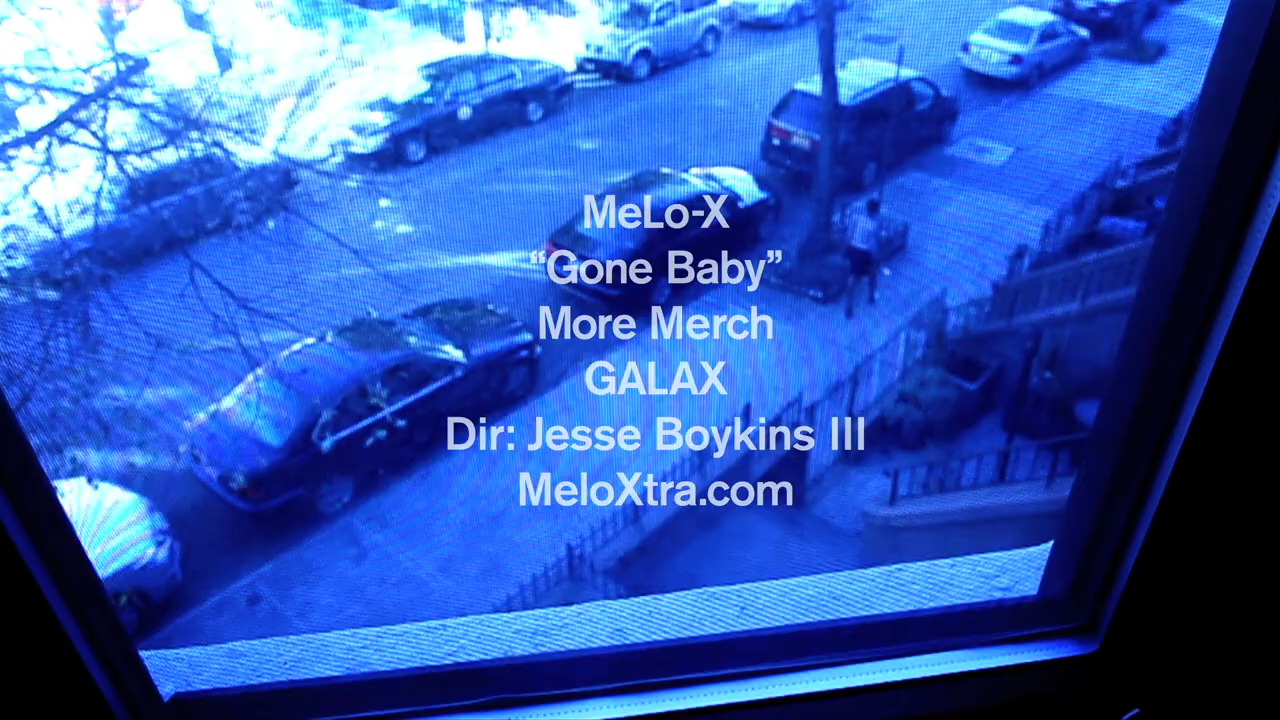 MeLo-X
“Gone Baby”
More Merch
GALAX
Dir: Jesse Boykins III
MeloXtra.com